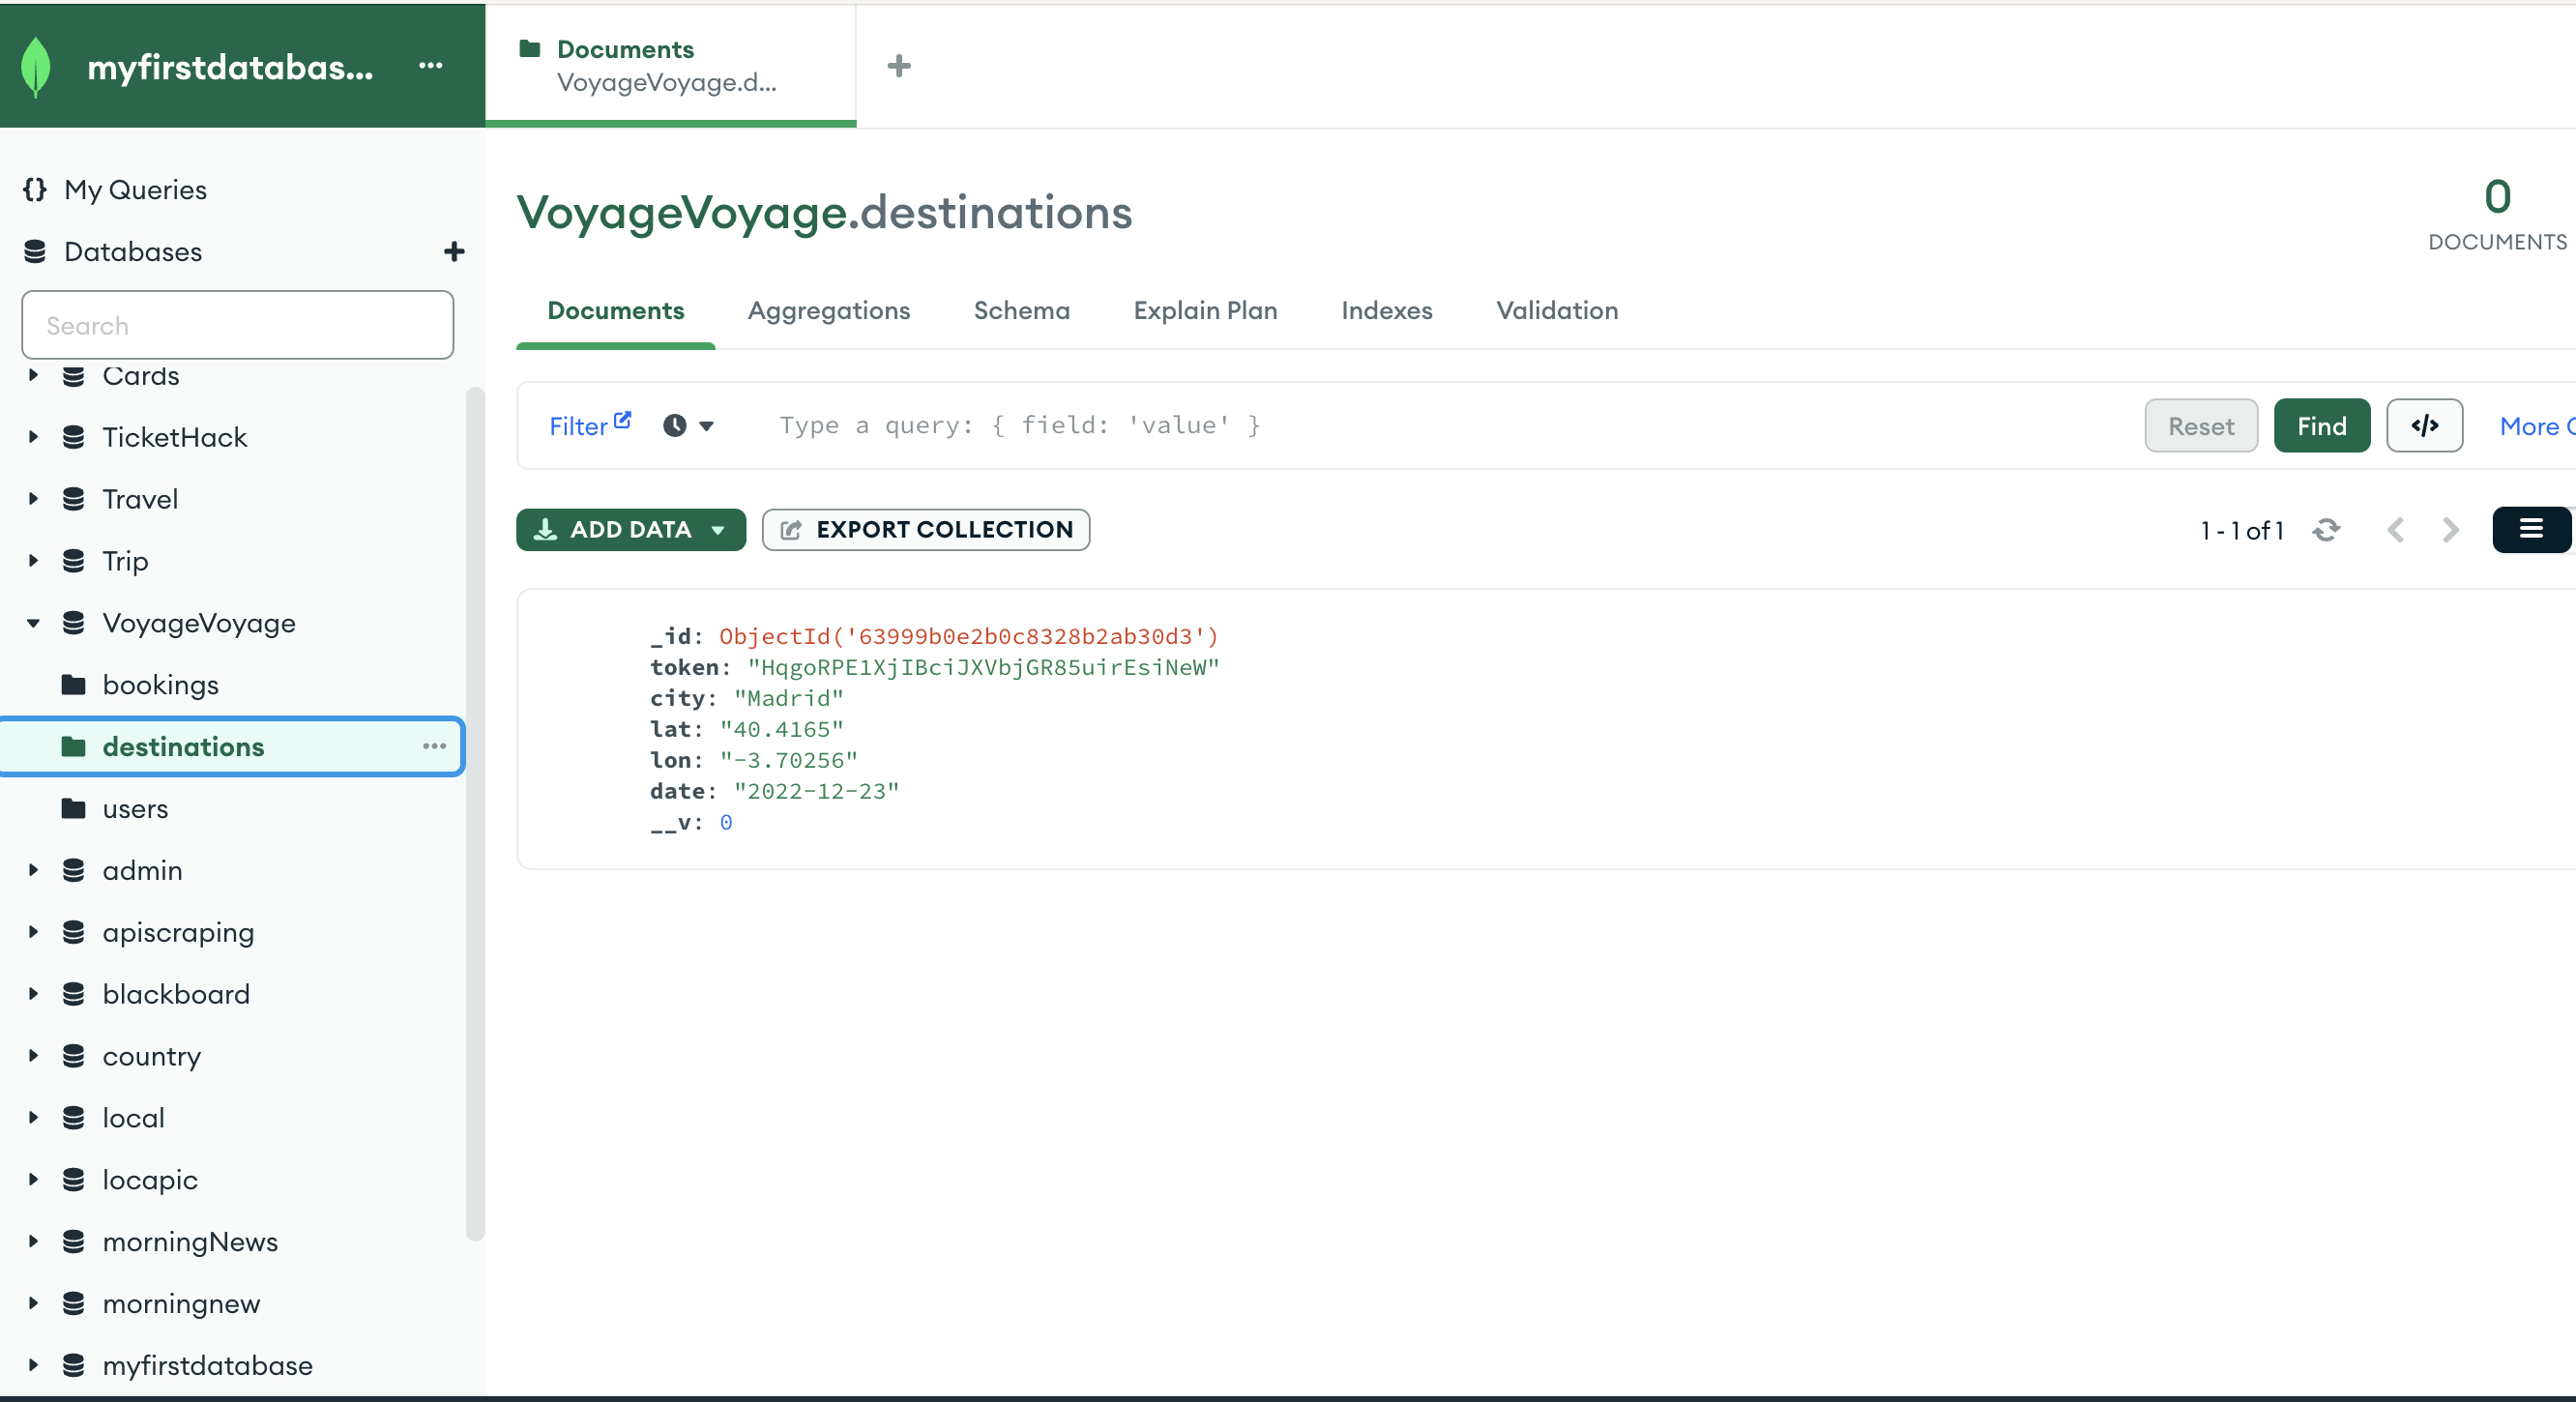 myfirstdatabas...
Documents
VoyageVoyage.d...
My Queries
Databases
Search
Cards
TicketHack
Travel
Trip
VoyageVoyage
bookings
destinations
users
admin
apiscraping
blackboard
country
local
locapic
morningNews
morningnew
myfirstdatabase
VoyageVoyage.destinations
0
DOCUMENTS
Documents Aggregations Schema Explain Plan Indexes Validation
Filter Type a query: { field: 'value' } Reset Find </> More
ADD DATA EXPORT COLLECTION 1 - 1 of 1
_id: ObjectId('63999b0e2b0c8328b2ab30d3')
token: "HqgoRPE1XjIBciJXVbjGR85uirEsiNeW"
city: "Madrid"
lat: "40.4165"
lon: "-3.70256"
date: "2022-12-23"
__v: 0